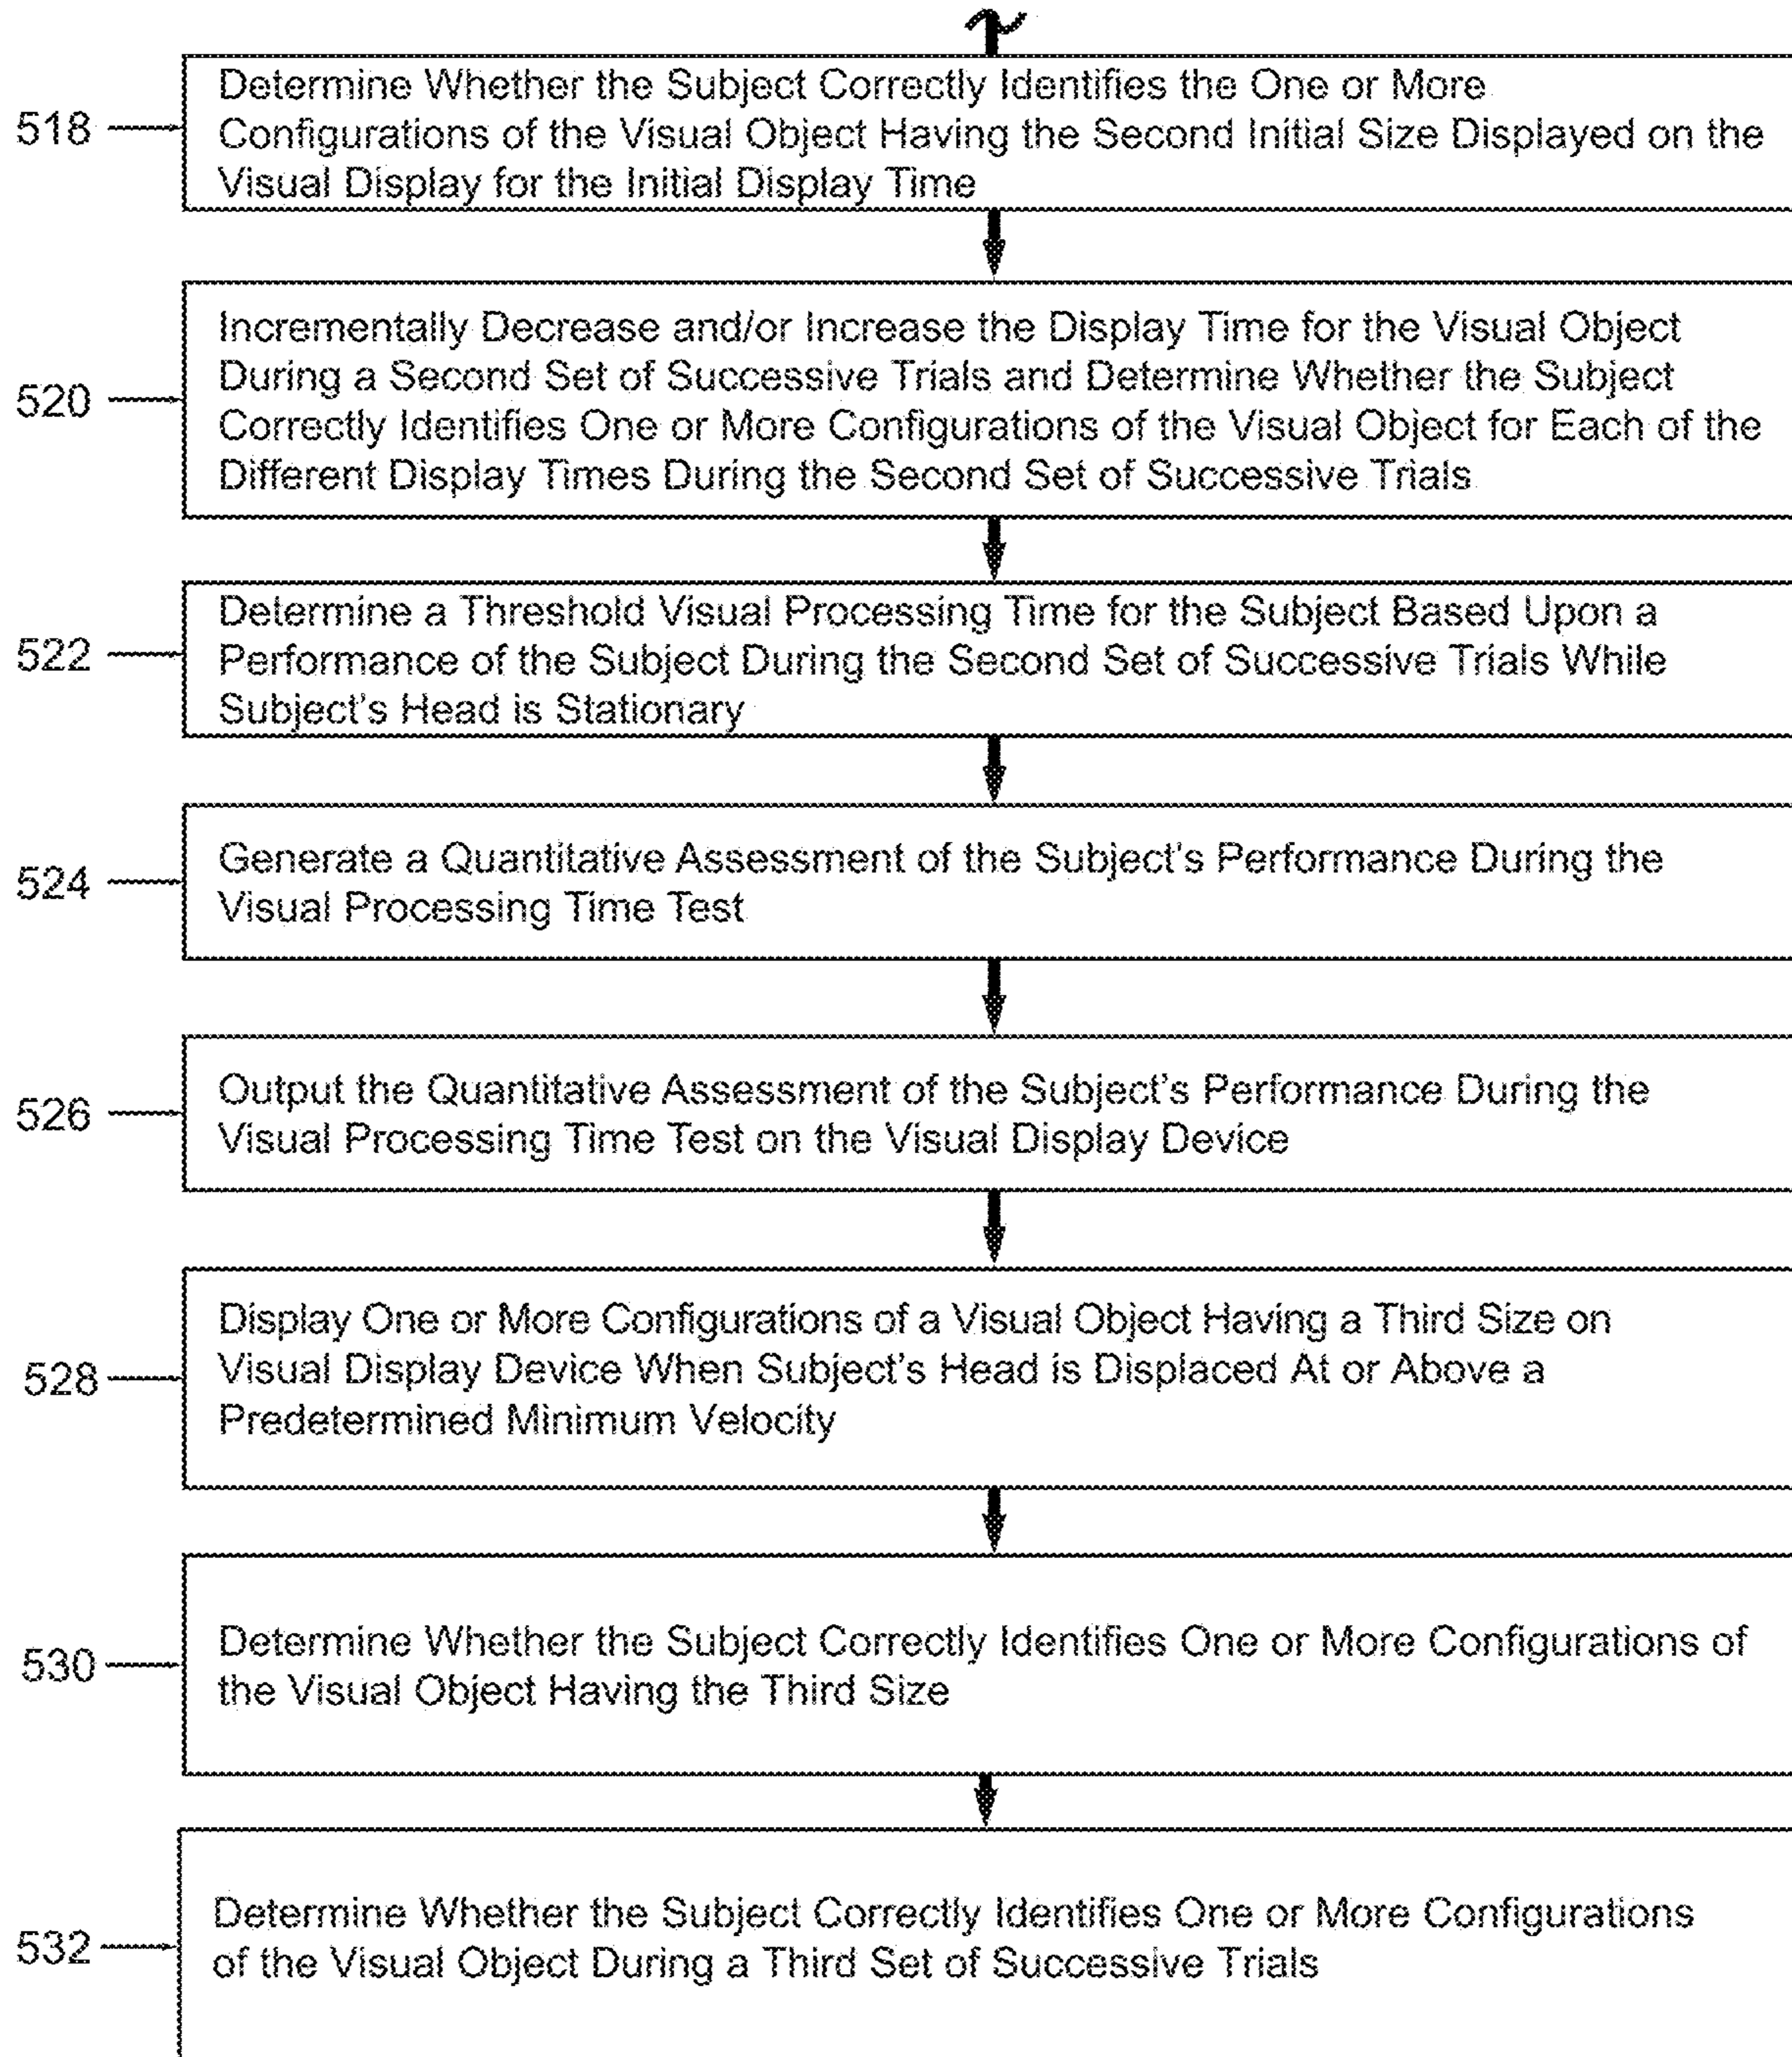 518
Determine Whether the Subject Correctly Identifies the One or More
Configurations of the Visual Object Having the Second Initial Size Displayed on the
Visual Display for the Initial Display Time
520
Incrementally Decrease and/or Increase the Display Time for the Visual Object
During a Second Set of Successive Trials and Determine Whether the Subject
Correctly Identifies One or More Configurations of the Visual Object for Each of the
Different Display Times During the Second Set of Successive Trials
522
Determine a Threshold Visual Processing Time for the Subject Based Upon a
Performance of the Subject During the Second Set of Successive Trials While
Subject's Head is Stationary
524
Generate a Quantitative Assessment of the Subject's Performance During the
Visual Processing Time Test
526
Output the Quantitative Assessment of the Subject's Performance During the
Visual Processing Time Test on the Visual Display Device
528
Display One or More Configurations of a Visual Object Having a Third Size on
Visual Display Device When Subject's Head is Displaced At or Above a
Predetermined Minimum Velocity
530
Determine Whether the Subject Correctly Identifies One or More Configurations of
the Visual Object Having the Third Size
532
Determine Whether the Subject Correctly Identifies One or More Configurations
of the Visual Object During a Third Set of Successive Trials